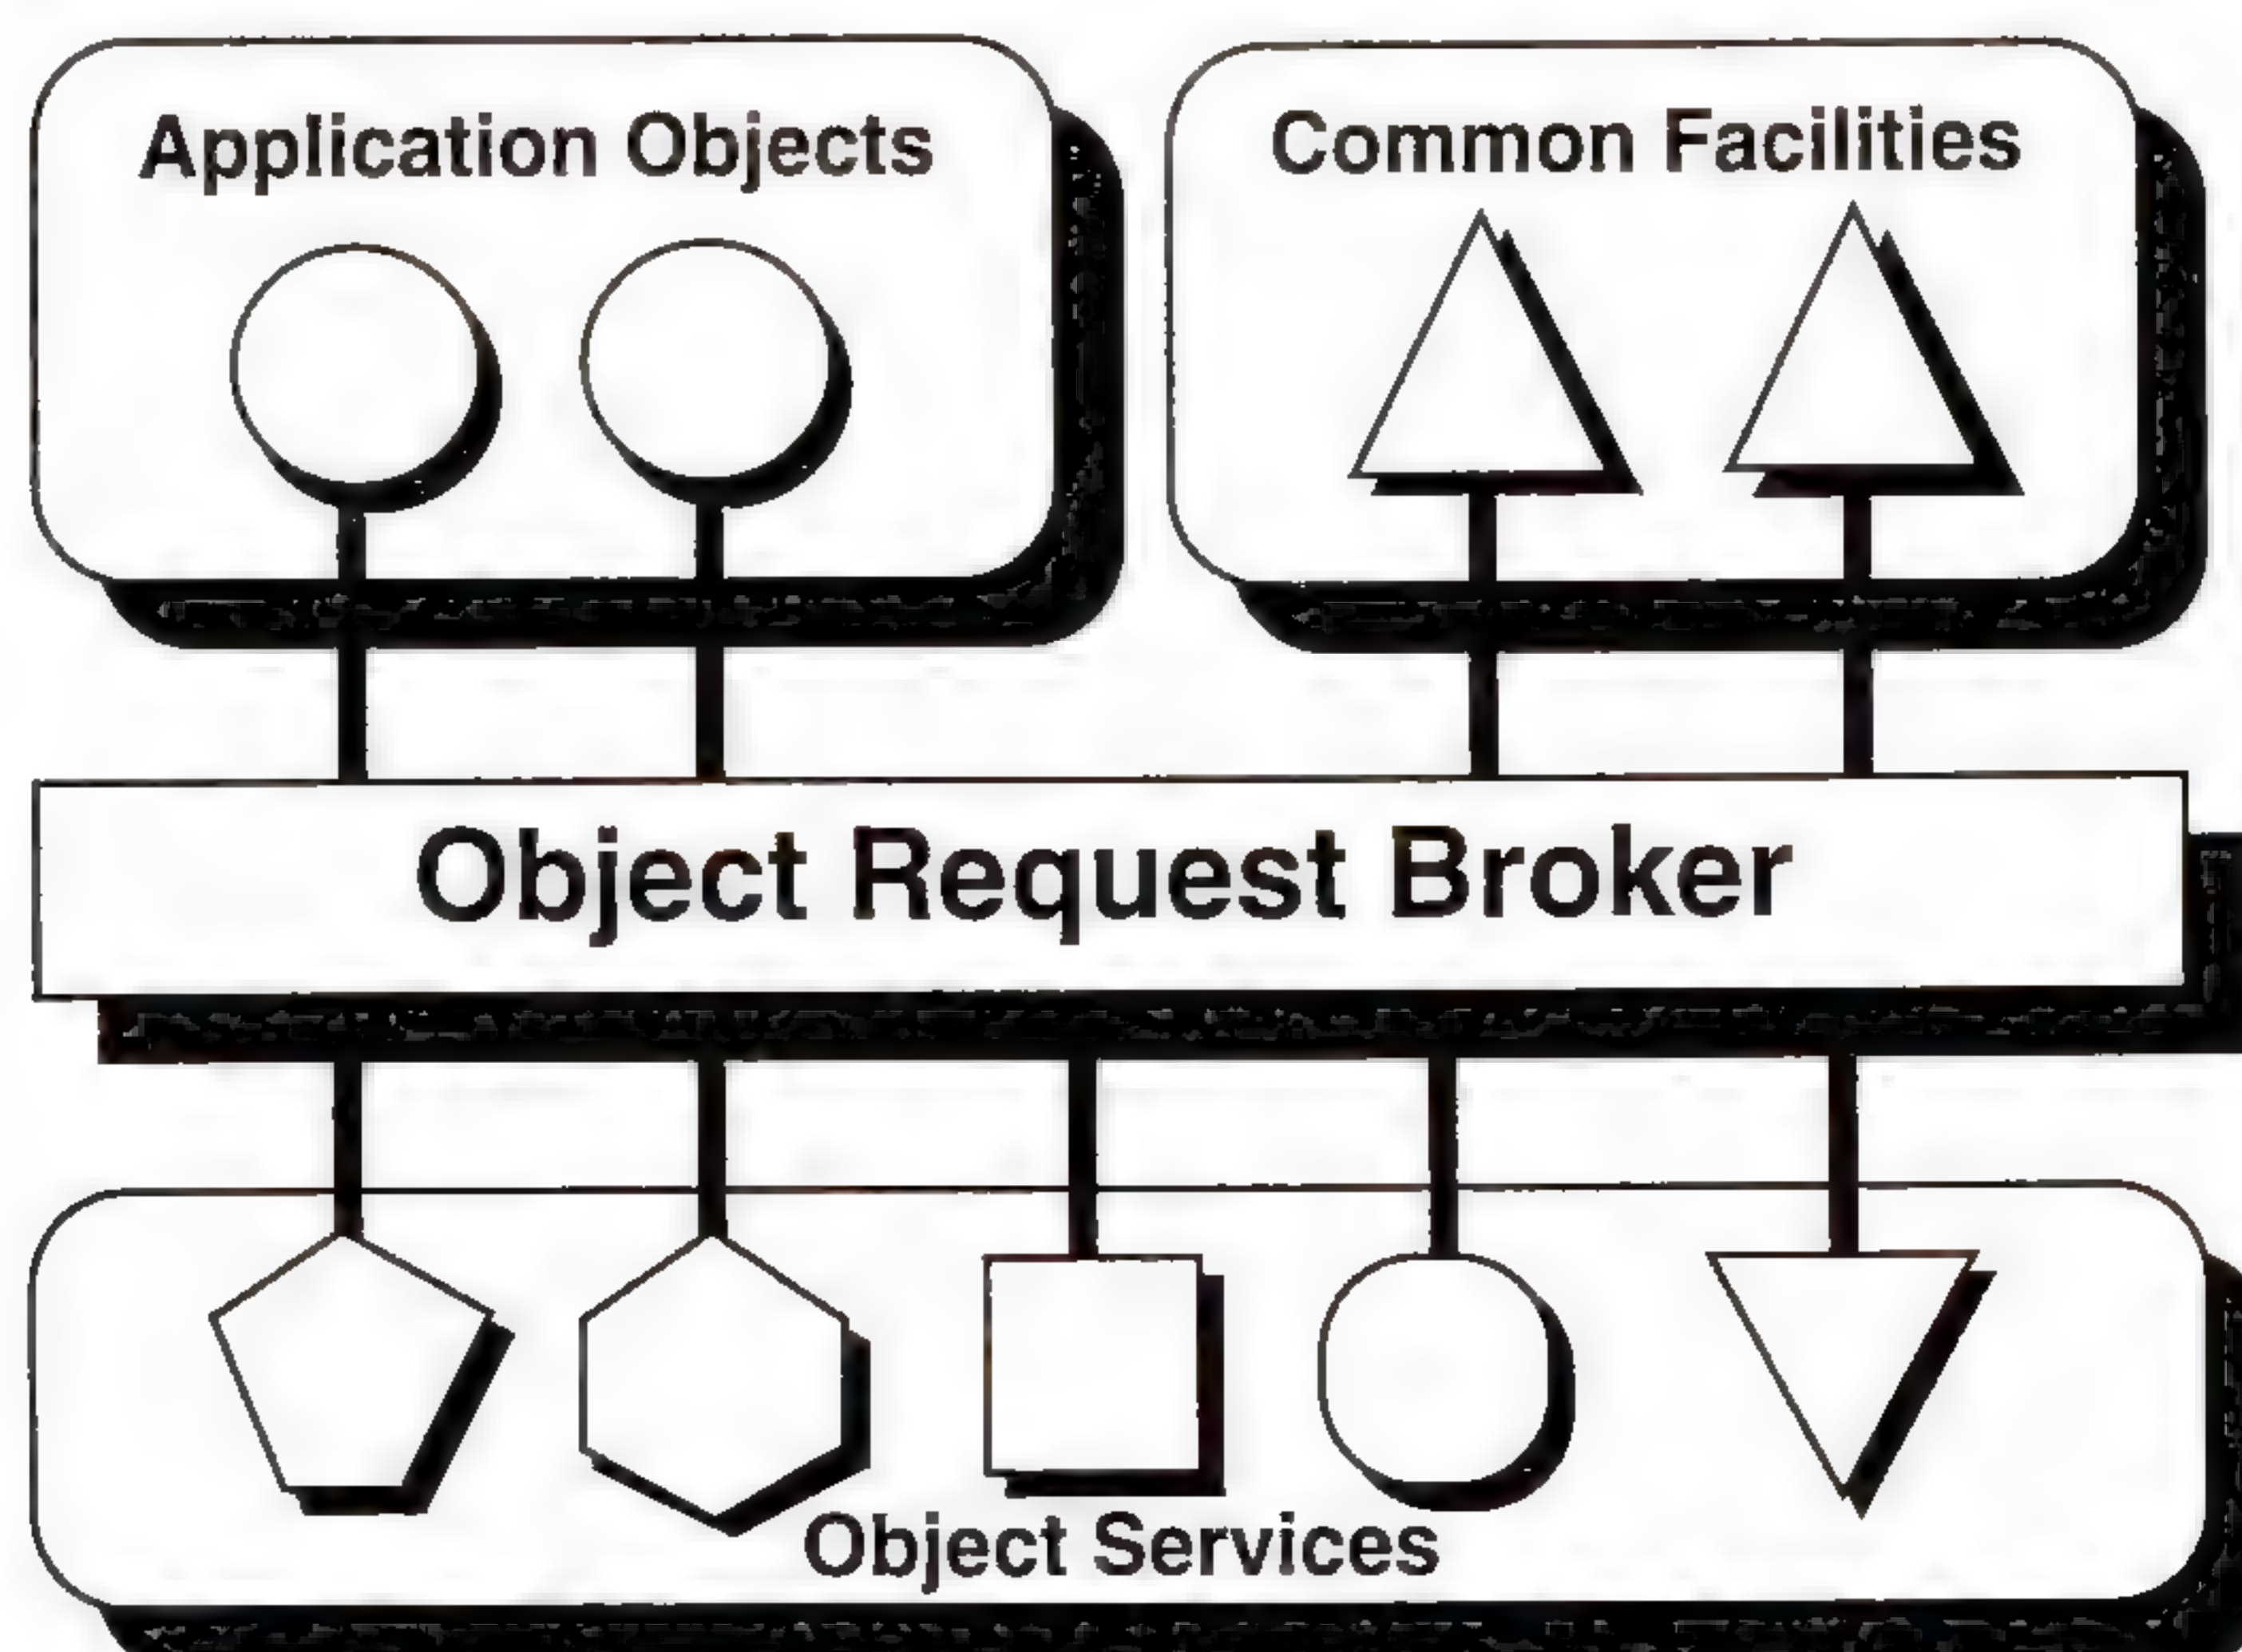 Application Objects
Common Facilities
Object Request Broker
Object Services